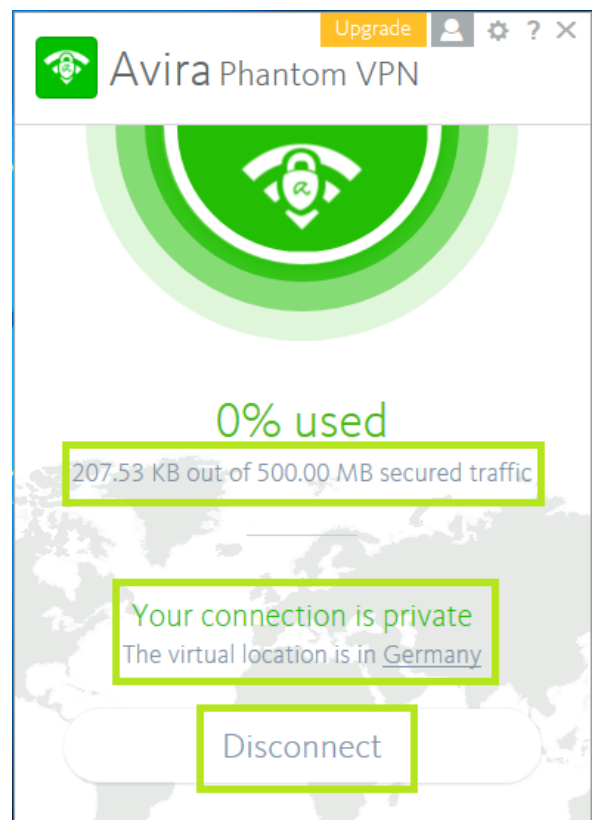 Upgrade
?
Avira Phantom VPN
0% used
207.53 KB out of 500.00 MB secured traffic
Your connection is private
The virtual location is in Germany
Disconnect